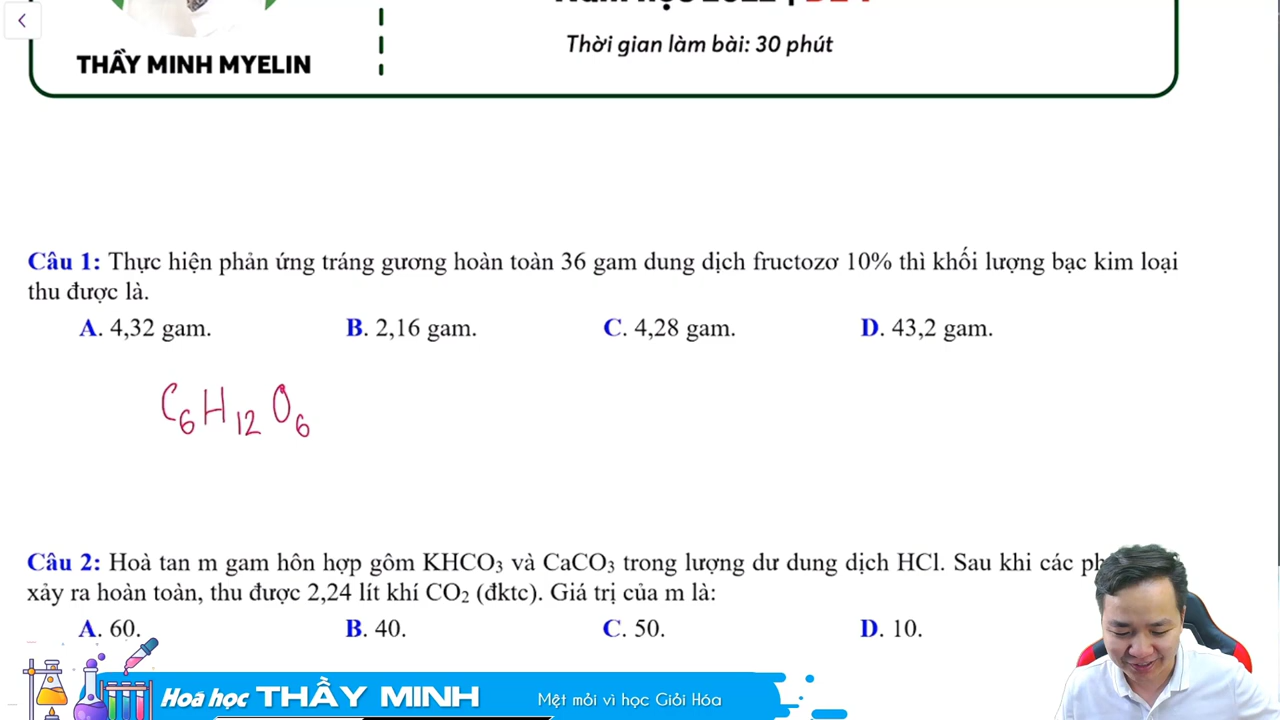 THẦY MINH MYELIN
Thời gian làm bài: 30 phút
Câu 1: Thực hiện phản ứng tráng gương hoàn toàn 36 gam dung dịch fructozơ 10% thì khối lượng bạc kim loại
thu được là.
A. 4,32 gam. B. 2,16 gam. C. 4,28 gam. D. 43,2 gam.
C₆H₁₂O₆
Câu 2: Hoà tan m gam hôn hợp gôm KHCO₃ và CaCO₃ trong lượng dư dung dịch HCl. Sau khi các
xảy ra hoàn toàn, thu được 2,24 lít khí CO₂ (đktc). Giá trị của m là:
A. 60. B. 40. C. 50. D. 10.
Hoá học THẦY MINH Mệt mỏi vì học Giỏi Hóa